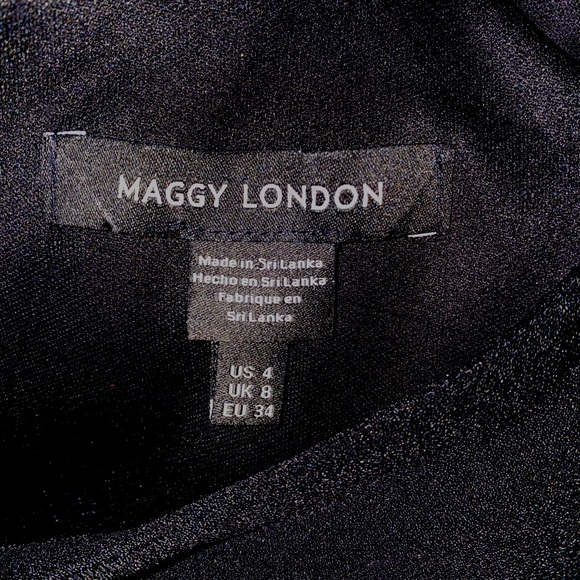 MAGGY LONDON
Made in Sri Lanka
Hecho en Sri Lanka
Fabrique en
Sri Lanka
US 4
UK 8
EU 34